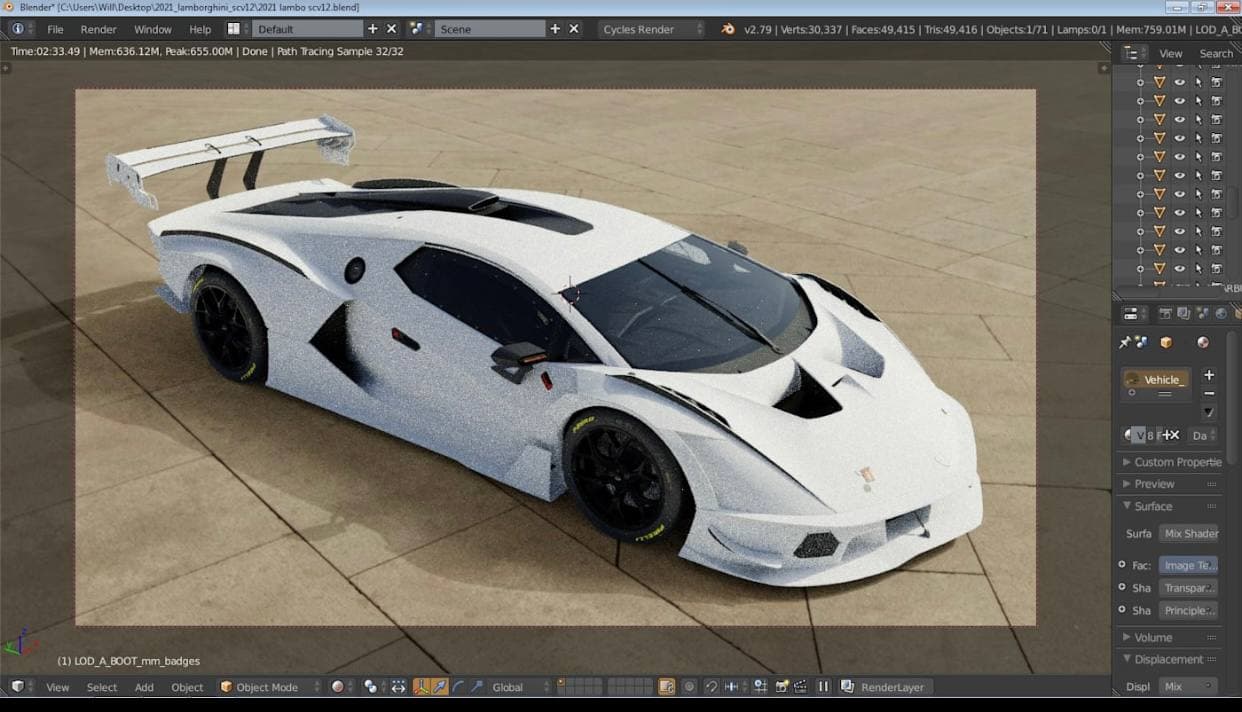 Blender* [C:\Users\Will\Desktop\2021_lamborghini_scv12\2021 lambo scv12.blend]
File Render Window Help Default Scene Cycles Render v2.79 | Verts:30,337 | Faces:49,415 | Tris:49,416 | Objects:1/71 | Lamps:0/1 | Mem:759.01M | LOD_A_B
Time:02:33.49 | Mem:636.12M, Peak:655.00M | Done | Path Tracing Sample 32/32
View Search
PIRELLI
Vehicle_
V 8 F Da
Custom Propertie
Preview
Surface
Surfa Mix Shader
Fac: Image Te...
Sha Transpar...
Sha Principle...
Volume
Displacement
Displ Mix
(1) LOD_A_BOOT_mm_badges
View Select Add Object Object Mode Global RenderLayer